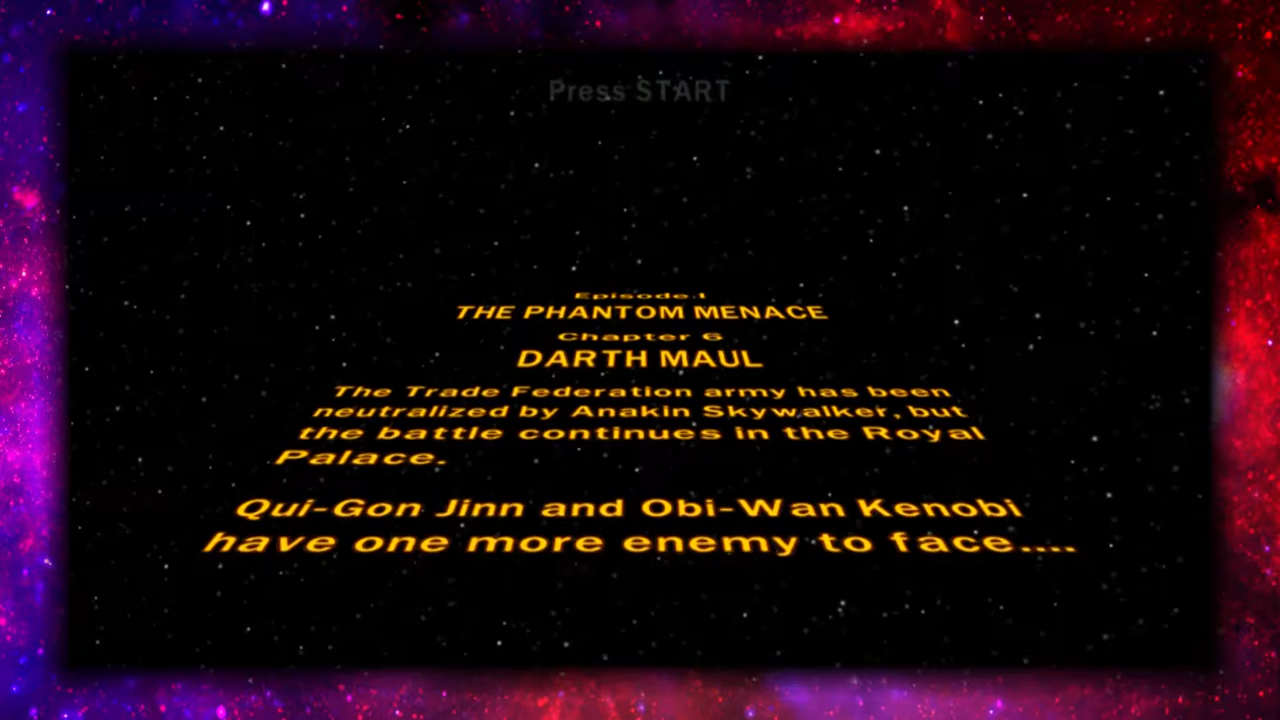 Press START
Episode I
THE PHANTOM MENACE
Chapter 6
DARTH MAUL
The Trade Federation army has been
neutralized by Anakin Skywalker, but
the battle continues in the Royal
Palace.
Qui-Gon Jinn and Obi-Wan Kenobi
have one more enemy to face....